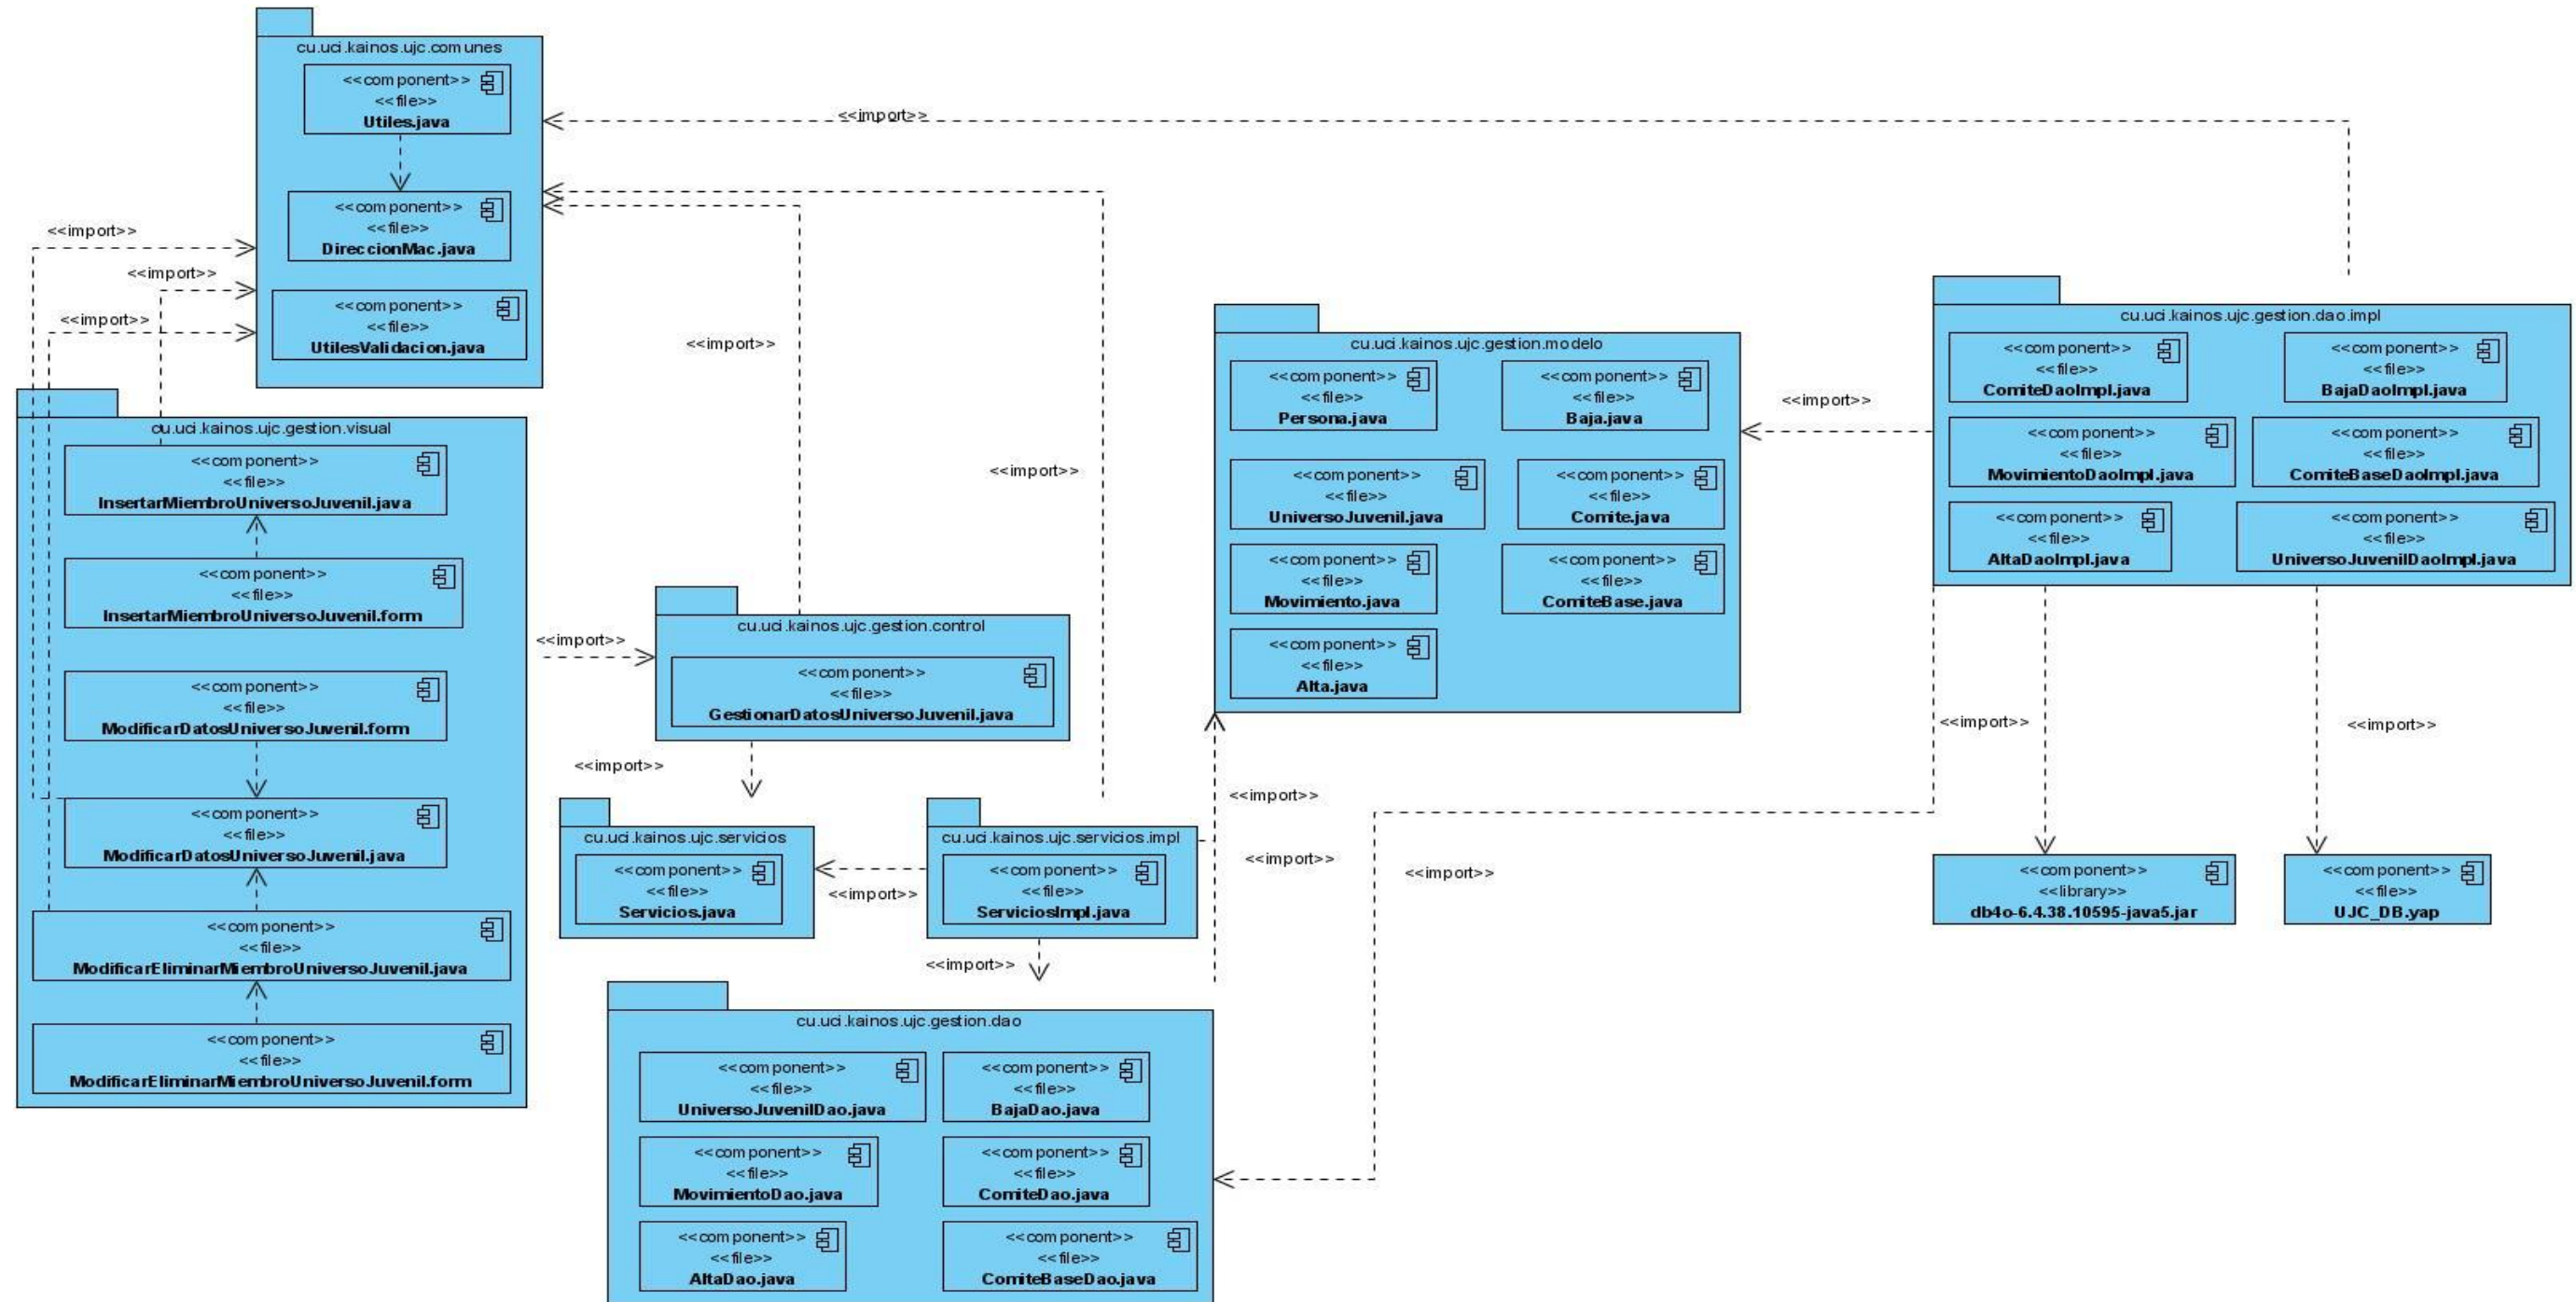 cu.uci.kainos.ujc.comunes
<<component>>
<<file>>
Utiles.java
<<component>>
<<file>>
DireccionMac.java
<<component>>
<<file>>
UtilesValidacion.java
<<import>>
<<import>>
<<import>>
<<import>>
<<import>>
<<import>>
cu.uci.kainos.ujc.gestion.visual
<<component>>
<<file>>
InsertarMiembroUniversoJuvenil.java
<<component>>
<<file>>
InsertarMiembroUniversoJuvenil.form
<<component>>
<<file>>
ModificarDatosUniversoJuvenil.form
<<component>>
<<file>>
ModificarDatosUniversoJuvenil.java
<<component>>
<<file>>
ModificarEliminarMiembroUniversoJuvenil.java
<<component>>
<<file>>
ModificarEliminarMiembroUniversoJuvenil.form
<<import>>
cu.uci.kainos.ujc.gestion.control
<<component>>
<<file>>
GestionarDatosUniversoJuvenil.java
<<import>>
cu.uci.kainos.ujc.servicios
<<component>>
<<file>>
Servicios.java
<<import>>
cu.uci.kainos.ujc.servicios.impl
<<component>>
<<file>>
ServiciosImpl.java
<<import>>
<<import>>
<<import>>
<<import>>
cu.uci.kainos.ujc.gestion.dao
<<component>>
<<file>>
UniversoJuvenilDao.java
<<component>>
<<file>>
BajaDao.java
<<component>>
<<file>>
MovimientoDao.java
<<component>>
<<file>>
ComiteDao.java
<<component>>
<<file>>
AltaDao.java
<<component>>
<<file>>
ComiteBaseDao.java
cu.uci.kainos.ujc.gestion.modelo
<<component>>
<<file>>
Persona.java
<<component>>
<<file>>
Baja.java
<<component>>
<<file>>
UniversoJuvenil.java
<<component>>
<<file>>
Comite.java
<<component>>
<<file>>
Movimiento.java
<<component>>
<<file>>
ComiteBase.java
<<component>>
<<file>>
Alta.java
<<import>>
cu.uci.kainos.ujc.gestion.dao.impl
<<component>>
<<file>>
ComiteDaoImpl.java
<<component>>
<<file>>
BajaDaoImpl.java
<<component>>
<<file>>
MovimientoDaoImpl.java
<<component>>
<<file>>
ComiteBaseDaoImpl.java
<<component>>
<<file>>
AltaDaoImpl.java
<<component>>
<<file>>
UniversoJuvenilDaoImpl.java
<<import>>
<<import>>
<<component>>
<<library>>
db4o-6.4.38.10595-java5.jar
<<component>>
<<file>>
UJC_DB.yap